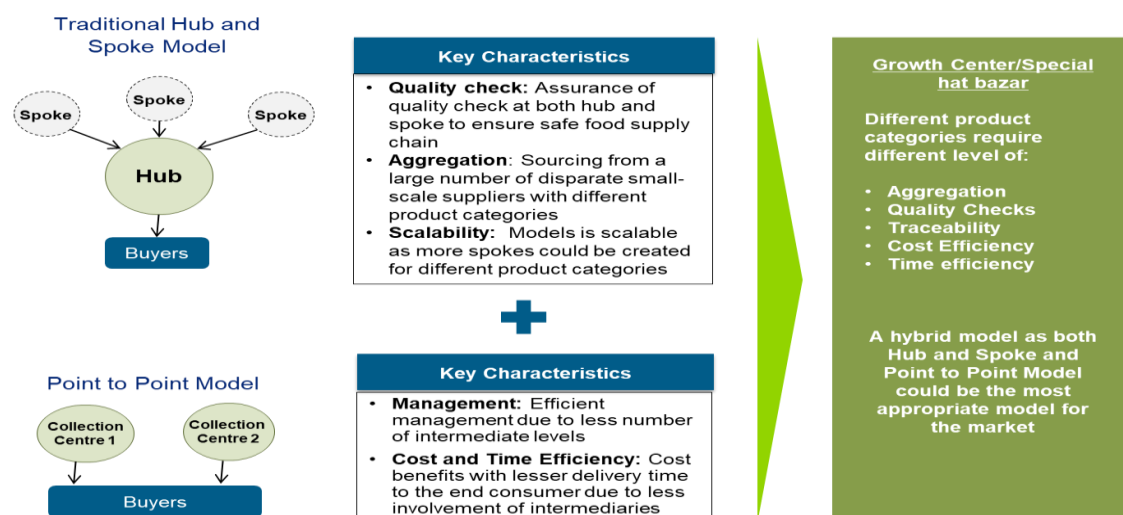 Traditional Hub and
Spoke Model
Spoke
Spoke
Spoke
Hub
Buyers
Key Characteristics
• Quality check: Assurance of
quality check at both hub and
spoke to ensure safe food supply
chain
• Aggregation: Sourcing from a
large number of disparate small-
scale suppliers with different
product categories
• Scalability: Models is scalable
as more spokes could be created
for different product categories
Point to Point Model
Collection
Centre 1
Collection
Centre 2
Buyers
Key Characteristics
• Management: Efficient
management due to less number
of intermediate levels
• Cost and Time Efficiency: Cost
benefits with lesser delivery time
to the end consumer due to less
involvement of intermediaries
Growth Center/Special
hat bazar
Different product
categories require
different level of:
• Aggregation
• Quality Checks
• Traceability
• Cost Efficiency
• Time efficiency
A hybrid model as both
Hub and Spoke and
Point to Point Model
could be the most
appropriate model for
the market